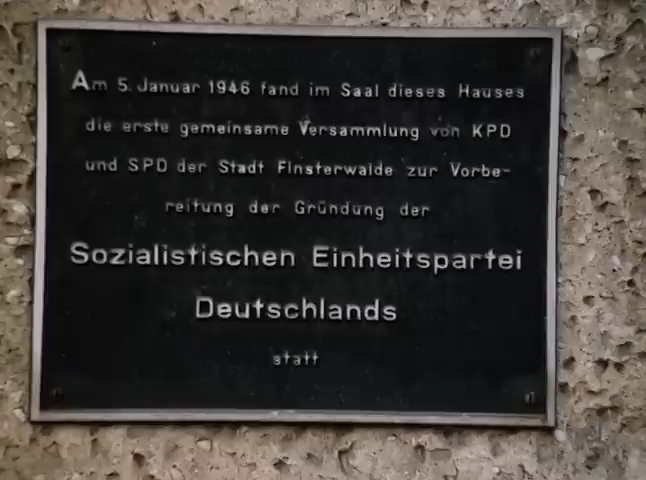 Am 5. Januar 1946 fand im Saal dieses Hauses
die erste gemeinsame Versammlung von KPD
und SPD der Stadt Finsterwalde zur Vorbe-
reitung der Gründung der
Sozialistischen Einheitspartei
Deutschlands
statt